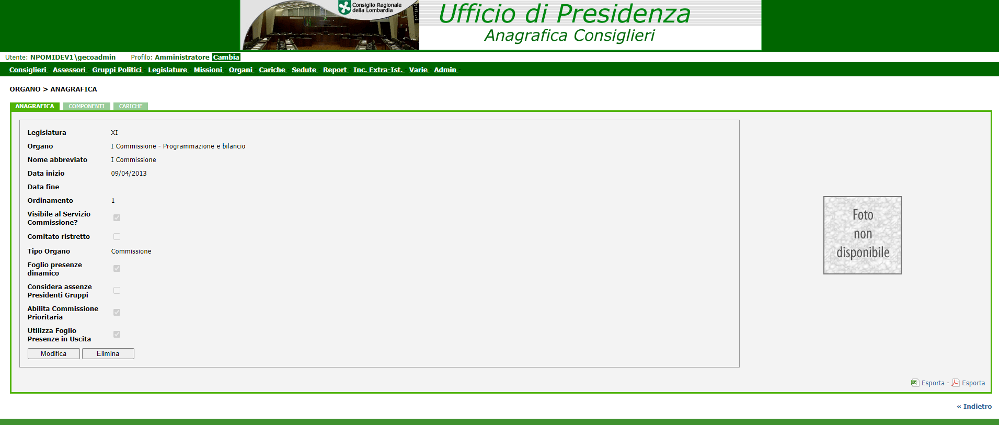 Consiglio Regionale
della Lombardia
Ufficio di Presidenza
Anagrafica Consiglieri
Utente: NPOMIDEV1\gecoadmin Profilo: Amministratore Cambia
Consiglieri - Assessori - Gruppi Politici - Legislature - Missioni - Organi - Cariche - Sedute - Report - Inc. Extra-Ist. - Varie - Admin -
ORGANO > ANAGRAFICA
ANAGRAFICA COMPONENTI CARICHE
Legislatura XI
Organo I Commissione - Programmazione e bilancio
Nome abbreviato I Commissione
Data inizio 09/04/2013
Data fine
Ordinamento 1
Visibile al Servizio
Commissione?
Comitato ristretto
Tipo Organo Commissione
Foglio presenze
dinamico
Considera assenze
Presidenti Gruppi
Abilita Commissione
Prioritaria
Utilizza Foglio
Presenze in Uscita
Modifica Elimina
Foto
non
disponibile
Esporta - Esporta
« Indietro